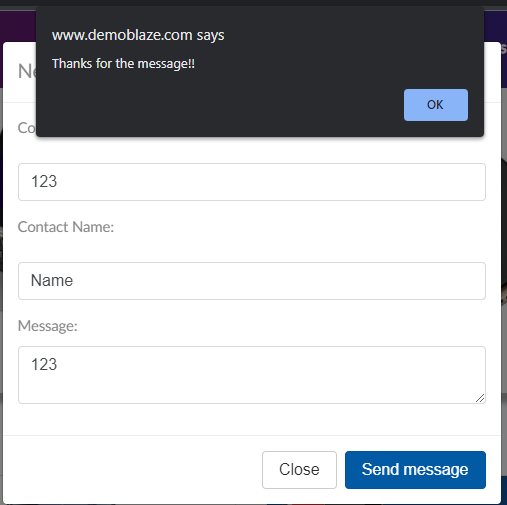 www.demoblaze.com says
Thanks for the message!!
OK
123
Contact Name:
Name
Message:
123
Close
Send message